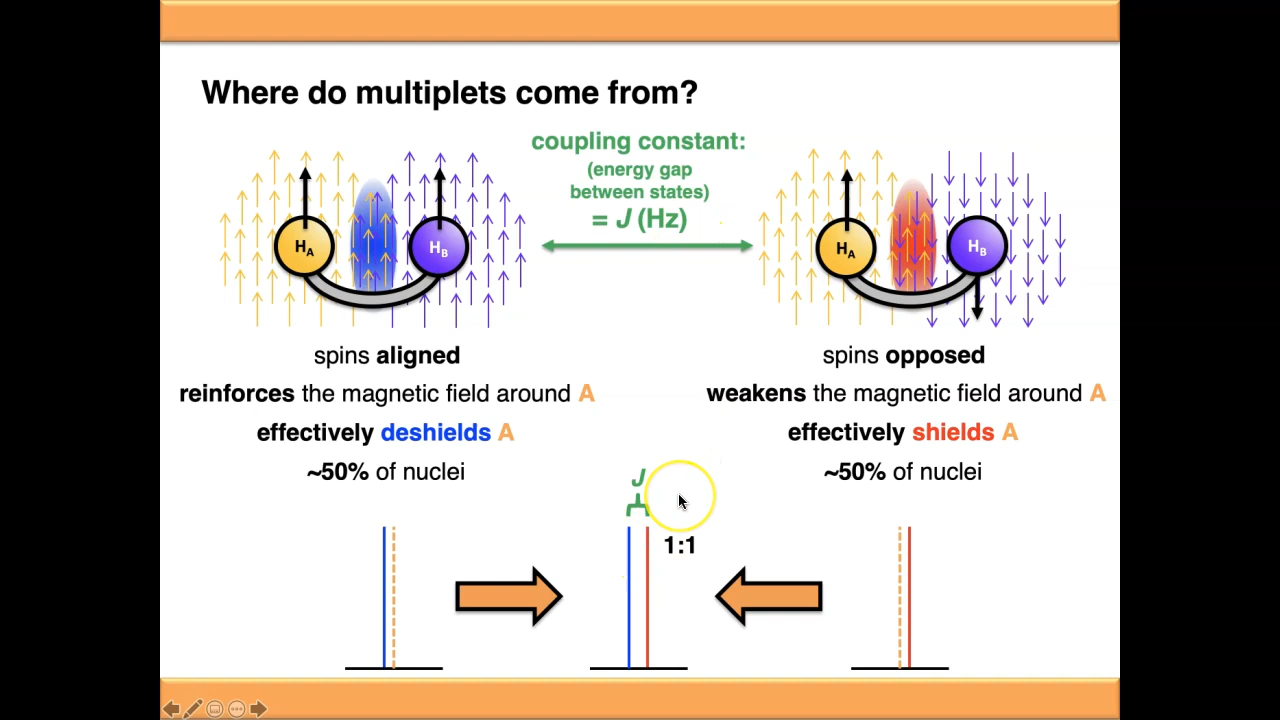 Where do multiplets come from?
coupling constant:
(energy gap
between states)
= J (Hz)
HA
HB
HA
HB
spins aligned
reinforces the magnetic field around A
effectively deshields A
~50% of nuclei
spins opposed
weakens the magnetic field around A
effectively shields A
~50% of nuclei
J
1:1